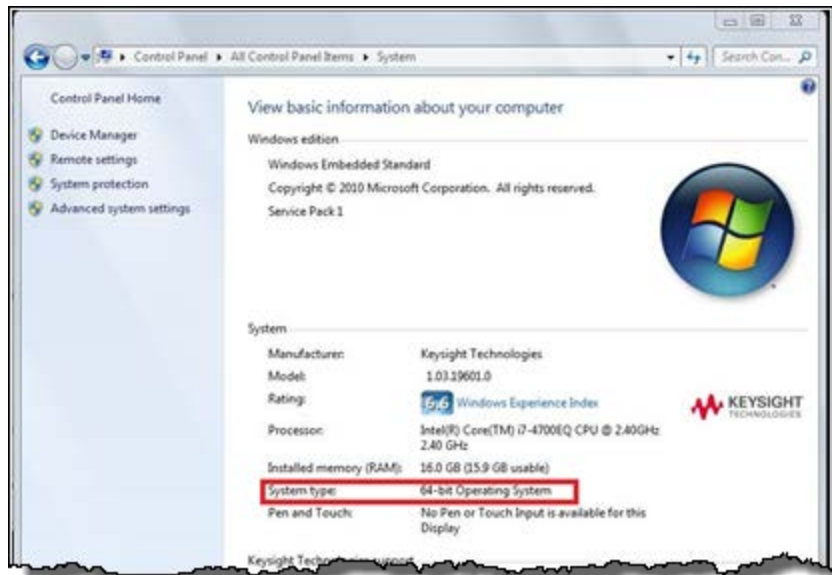 Control Panel ▸ All Control Panel Items ▸ System
Search Con...
Control Panel Home
Device Manager
Remote settings
System protection
Advanced system settings
View basic information about your computer
Windows edition
Windows Embedded Standard
Copyright © 2010 Microsoft Corporation. All rights reserved.
Service Pack 1
System
Manufacturer: Keysight Technologies
Model: 1.03.19601.0
Rating: 6,6 Windows Experience Index
Processor: Intel(R) Core(TM) i7-4700EQ CPU @ 2.40GHz
2.40 GHz
Installed memory (RAM): 16.0 GB (15.9 GB usable)
System type: 64-bit Operating System
Pen and Touch: No Pen or Touch Input is available for this
Display
KEYSIGHT
TECHNOLOGIES
Keysight Technologies support